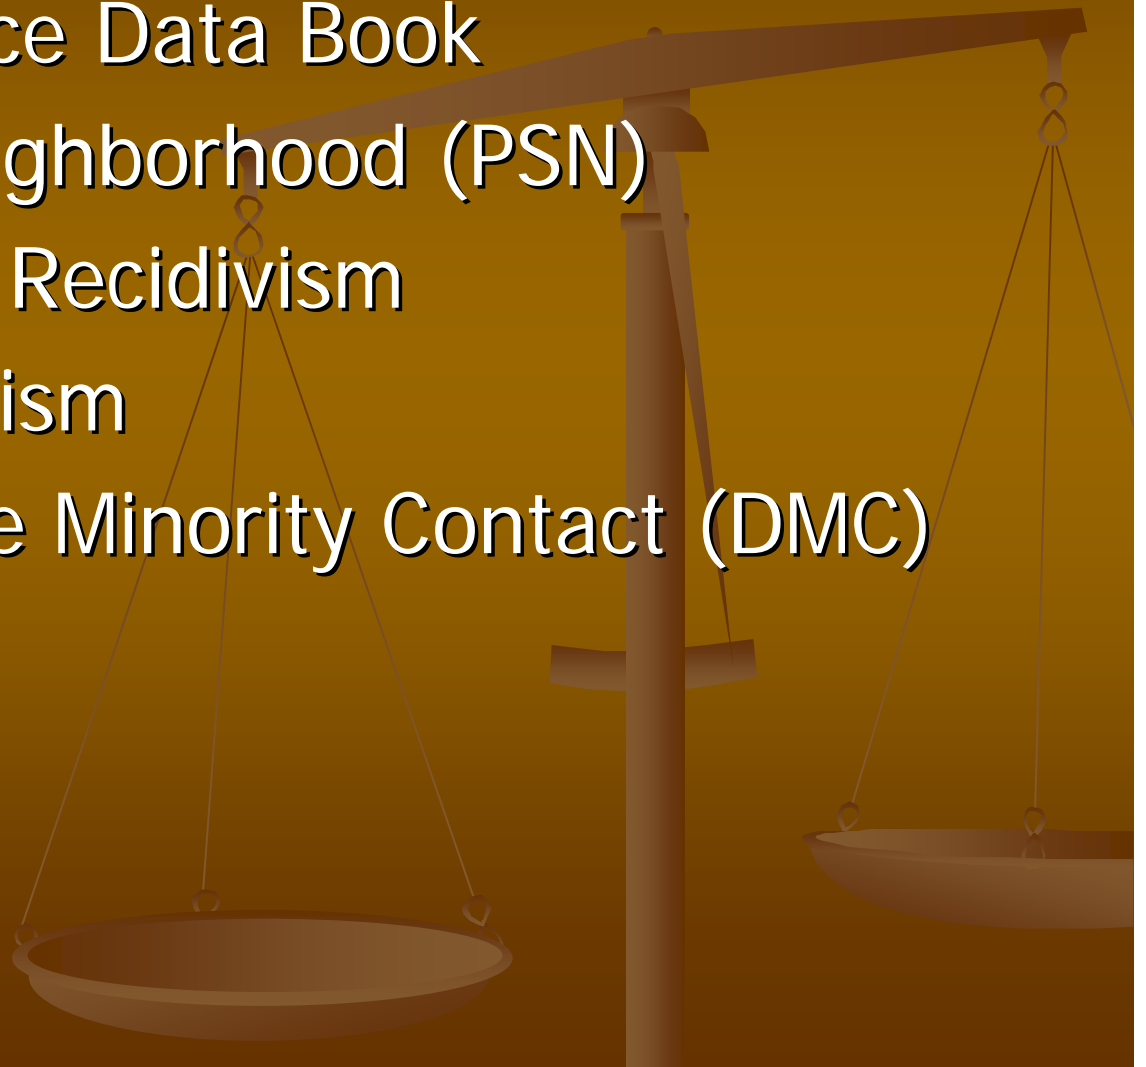 ce Data Book
ghborhood (PSN)
Recidivism
ism
e Minority Contact (DMC)